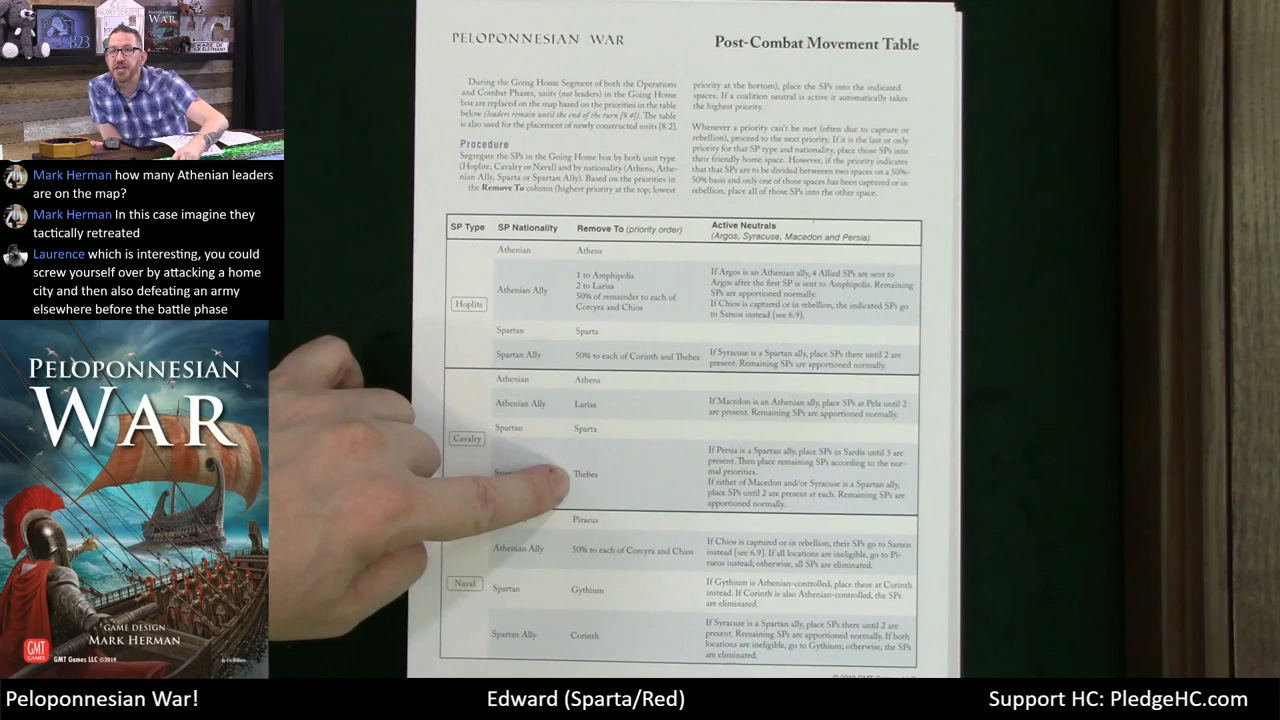 Mark Herman how many Athenian leaders
are on the map?
Mark Herman In this case imagine they
tactically retreated
Laurence which is interesting, you could
screw yourself over by attacking a home
city and then also defeating an army
elsewhere before the battle phase
PELOPONNESIAN
WAR
GAME DESIGN
MARK HERMAN
GMT GAMES
GMT Games LLC ©2019
PELOPONNESIAN WAR
Post-Combat Movement Table
During the Going Home Segment of both the Operations
and Combat Phases, units (not leaders) in the Going Home
box are replaced on the map based on the priorities in the table
below (leaders remain until the end of the turn [9.4]). The table
is also used for the placement of newly constructed units [8.2].
Procedure
Segregate the SPs in the Going Home box by both unit type
(Hoplite, Cavalry or Naval) and by nationality (Athens, Athe-
nian Ally, Sparta or Spartan Ally). Based on the priorities in
the Remove To column (highest priority at the top; lowest
priority at the bottom), place the SPs into the indicated
spaces. If a coalition neutral is active it automatically takes
the highest priority.
Whenever a priority can't be met (often due to capture or
rebellion), proceed to the next priority. If it is the last or only
priority for that SP type and nationality, place those SPs into
their friendly home space. However, if the priority indicates
that SPs are to be divided between two spaces on a 50%-
50% basis and only one of those spaces has been captured or in
rebellion, place all of those SPs into the other space.
SP Type SP Nationality Remove To (priority order) Active Neutrals
(Argos, Syracuse, Macedon and Persia)
Hoplite
Athenian Athens
Athenian Ally
1 to Amphipolis
2 to Larisa
50% of remainder to each of
Corcyra and Chios
If Argos is an Athenian ally, 4 Allied SPs are sent to
Argos after the first SP is sent to Amphipolis. Remaining
SPs are apportioned normally.
If Chios is captured or in rebellion, the indicated SPs go
to Samos instead [see 6.9].
Spartan Sparta
Spartan Ally 50% to each of Corinth and Thebes
If Syracuse is a Spartan ally, place SPs there until 2 are
present. Remaining SPs are apportioned normally.
Cavalry
Athenian Athens
Athenian Ally Larisa
If Macedon is an Athenian ally, place SPs at Pela until 2
are present. Remaining SPs are apportioned normally.
Spartan Sparta
Thebes
If Persia is a Spartan ally, place SPs in Sardis until 3 are
present. Then place remaining SPs according to the nor-
mal priorities.
If either of Macedon and/or Syracuse is a Spartan ally,
place SPs until 2 are present at each. Remaining SPs are
apportioned normally.
Naval
Piraeus
Athenian Ally 50% to each of Corcyra and Chios
If Chios is captured or in rebellion, their SPs go to Samos
instead [see 6.9]. If all locations are ineligible, go to Pi-
raeus instead; otherwise, all SPs are eliminated.
Spartan Gythium
If Gythium is Athenian-controlled, place these at Corinth
instead. If Corinth is also Athenian-controlled, the SPs
are eliminated.
Spartan Ally Corinth
If Syracuse is a Spartan ally, place SPs there until 2 are
present. Remaining SPs are apportioned normally. If both
locations are ineligible, go to Gythium; otherwise, the SPs
are eliminated.
Peloponnesian War!
Edward (Sparta/Red)
Support HC: PledgeHC.com